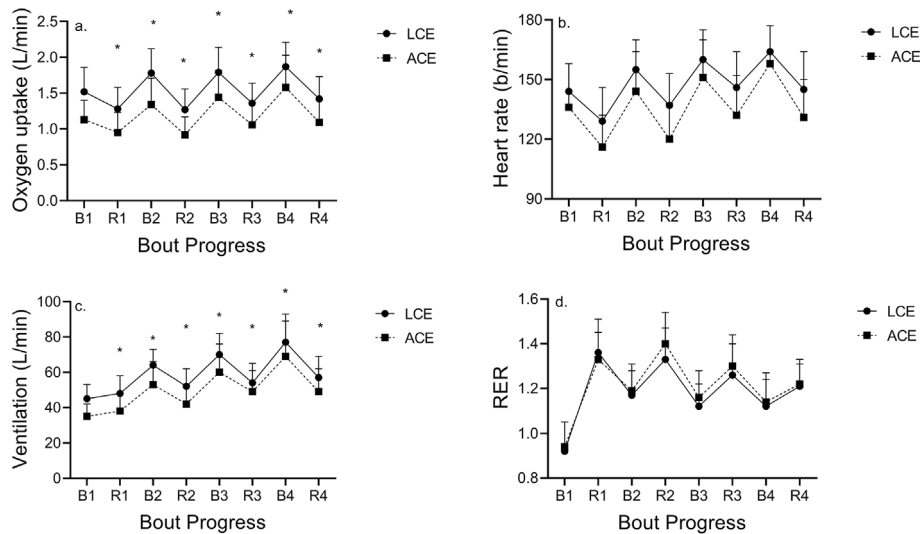 a.
Oxygen uptake (L/min)
2.5
2.0
1.5
1.0
0.5
0.0
* * * * * * *
B1 R1 B2 R2 B3 R3 B4 R4
Bout Progress
LCE
ACE
b.
Heart rate (b/min)
180
150
120
90
B1 R1 B2 R2 B3 R3 B4 R4
Bout Progress
LCE
ACE
c.
Ventilation (L/min)
100
80
60
40
20
0
* * * * * * *
B1 R1 B2 R2 B3 R3 B4 R4
Bout Progress
LCE
ACE
d.
RER
1.6
1.4
1.2
1.0
0.8
B1 R1 B2 R2 B3 R3 B4 R4
Bout Progress
LCE
ACE